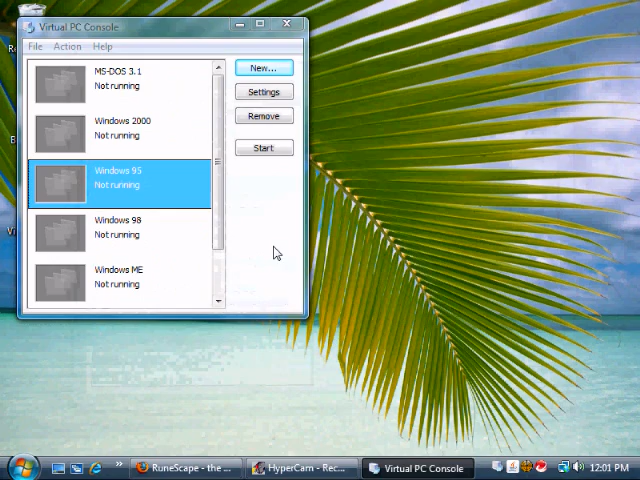 Virtual PC Console
File Action Help
MS-DOS 3.1
Not running
Windows 2000
Not running
Windows 95
Not running
Windows 98
Not running
Windows ME
Not running
New...
Settings
Remove
Start
»
RuneScape - the ...
HyperCam - Rec...
Virtual PC Console
12:01 PM